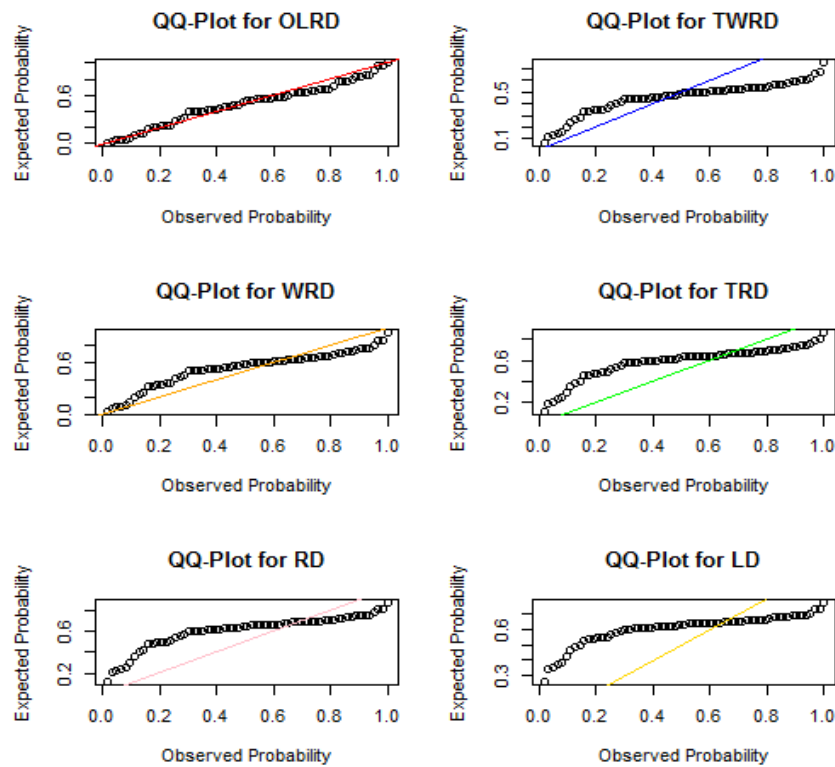 QQ-Plot for OLRD
Expected Probability
0.0 0.6
0.0 0.2 0.4 0.6 0.8 1.0
Observed Probability
QQ-Plot for TWRD
Expected Probability
0.1 0.5
0.0 0.2 0.4 0.6 0.8 1.0
Observed Probability
QQ-Plot for WRD
Expected Probability
0.0 0.6
0.0 0.2 0.4 0.6 0.8 1.0
Observed Probability
QQ-Plot for TRD
Expected Probability
0.2 0.6
0.0 0.2 0.4 0.6 0.8 1.0
Observed Probability
QQ-Plot for RD
Expected Probability
0.2 0.6
0.0 0.2 0.4 0.6 0.8 1.0
Observed Probability
QQ-Plot for LD
Expected Probability
0.3 0.6
0.0 0.2 0.4 0.6 0.8 1.0
Observed Probability